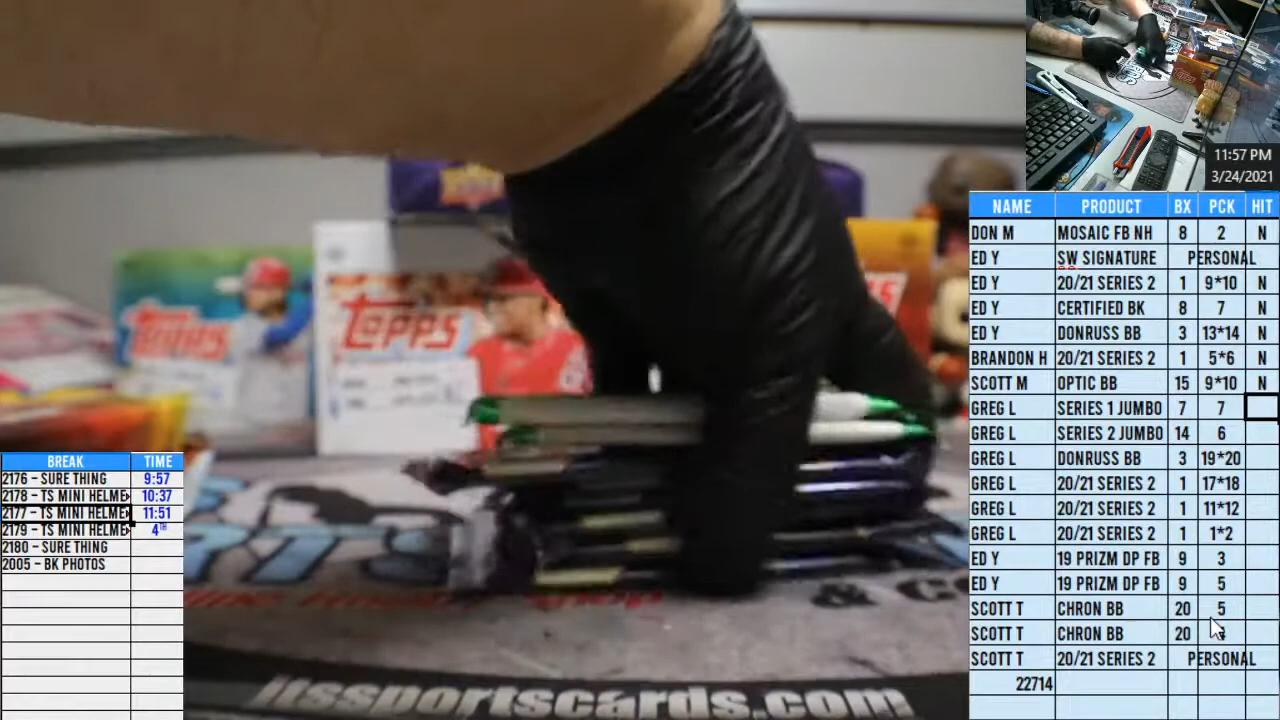 11:57 PM
3/24/2021
NAME PRODUCT BX PCK HIT
DON M MOSAIC FB NH 8 2 N
ED Y SW SIGNATURE PERSONAL
ED Y 20/21 SERIES 2 1 9*10 N
ED Y CERTIFIED BK 8 7 N
ED Y DONRUSS BB 3 13*14 N
BRANDON H 20/21 SERIES 2 1 5*6 N
SCOTT M OPTIC BB 15 9*10 N
GREG L SERIES 1 JUMBO 7 7
GREG L SERIES 2 JUMBO 14 6
GREG L DONRUSS BB 3 19*20
GREG L 20/21 SERIES 2 1 17*18
GREG L 20/21 SERIES 2 1 11*12
GREG L 20/21 SERIES 2 1 1*2
ED Y 19 PRIZM DP FB 9 3
ED Y 19 PRIZM DP FB 9 5
SCOTT T CHRON BB 20 5
SCOTT T CHRON BB 20
SCOTT T 20/21 SERIES 2 PERSONAL
22714
BREAK TIME
2176 – SURE THING 9:57
2178 – TS MINI HELME 10:37
2177 – TS MINI HELME 11:51
2179 – TS MINI HELME 4TH
2180 – SURE THING
2005 – BK PHOTOS
TOPPS
TOPPS
& C
itssportscards.com